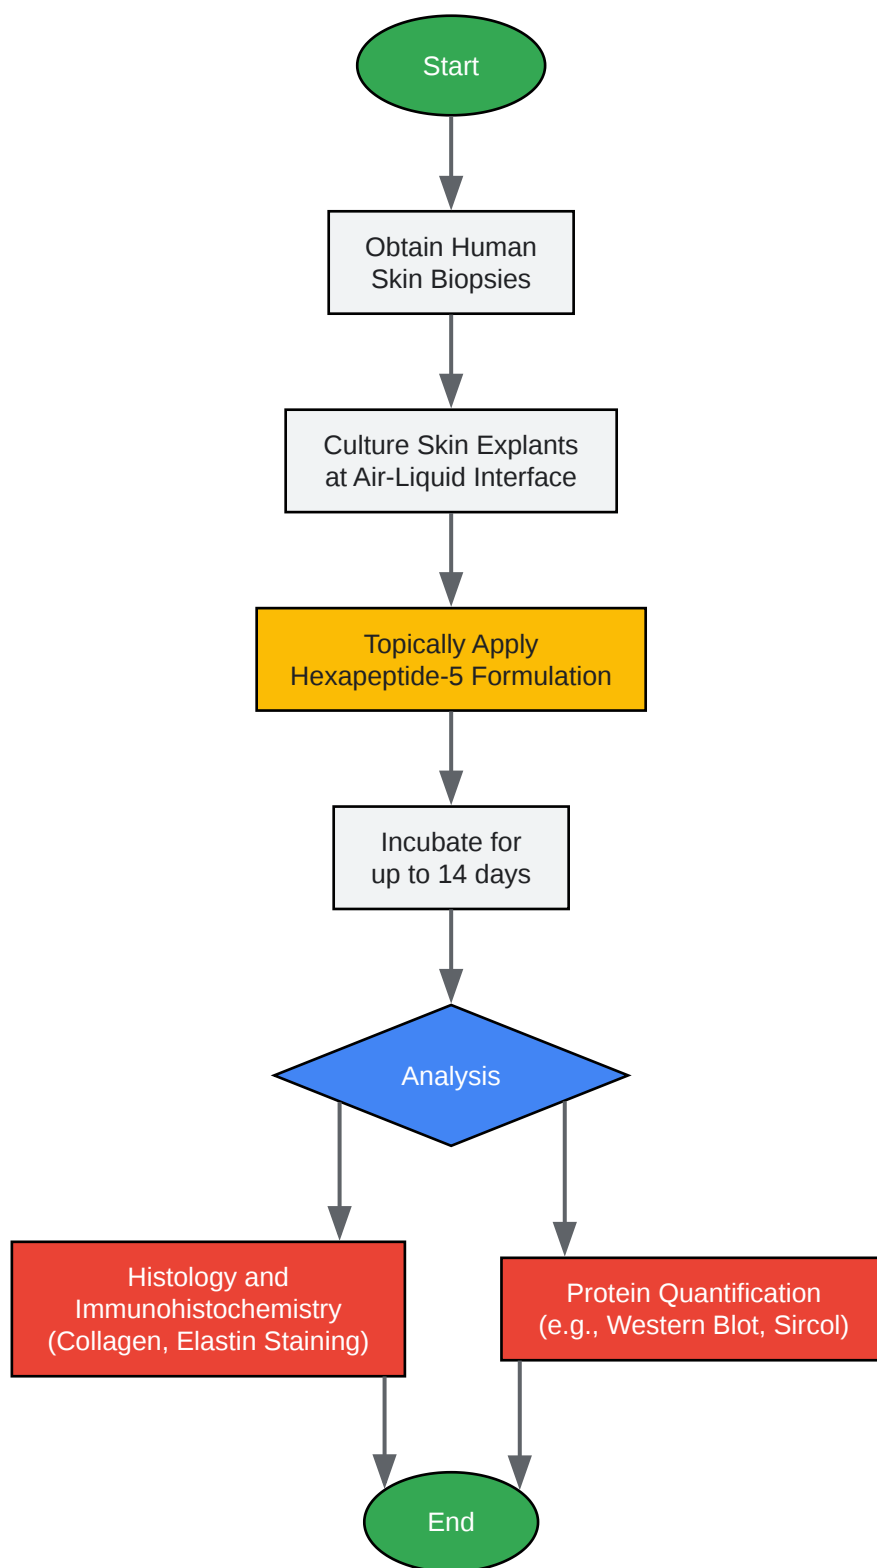 Start
Obtain Human
Skin Biopsies
Culture Skin Explants
at Air-Liquid Interface
Topically Apply
Hexapeptide-5 Formulation
Incubate for
up to 14 days
Analysis
Histology and
Immunohistochemistry
(Collagen, Elastin Staining)
Protein Quantification
(e.g., Western Blot, Sircol)
End